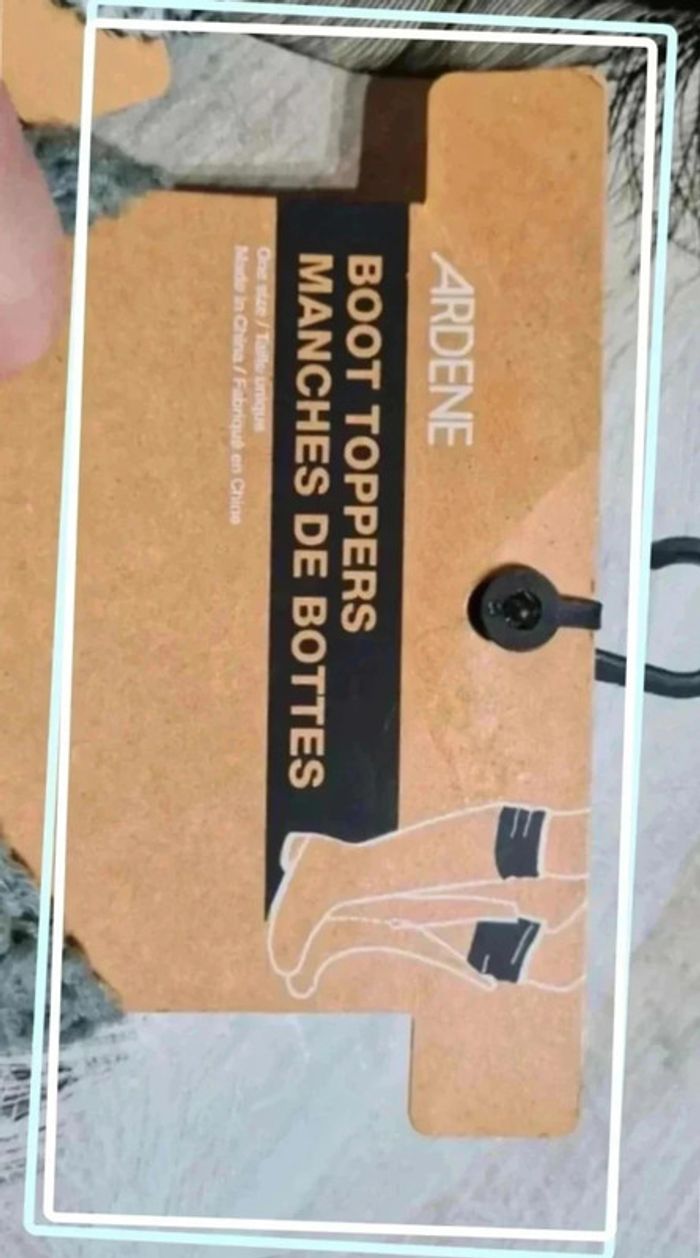 ARDENE
BOOT TOPPERS
MANCHES DE BOTTES
One size / Taille unique
Made in China / Fabriqué en Chine